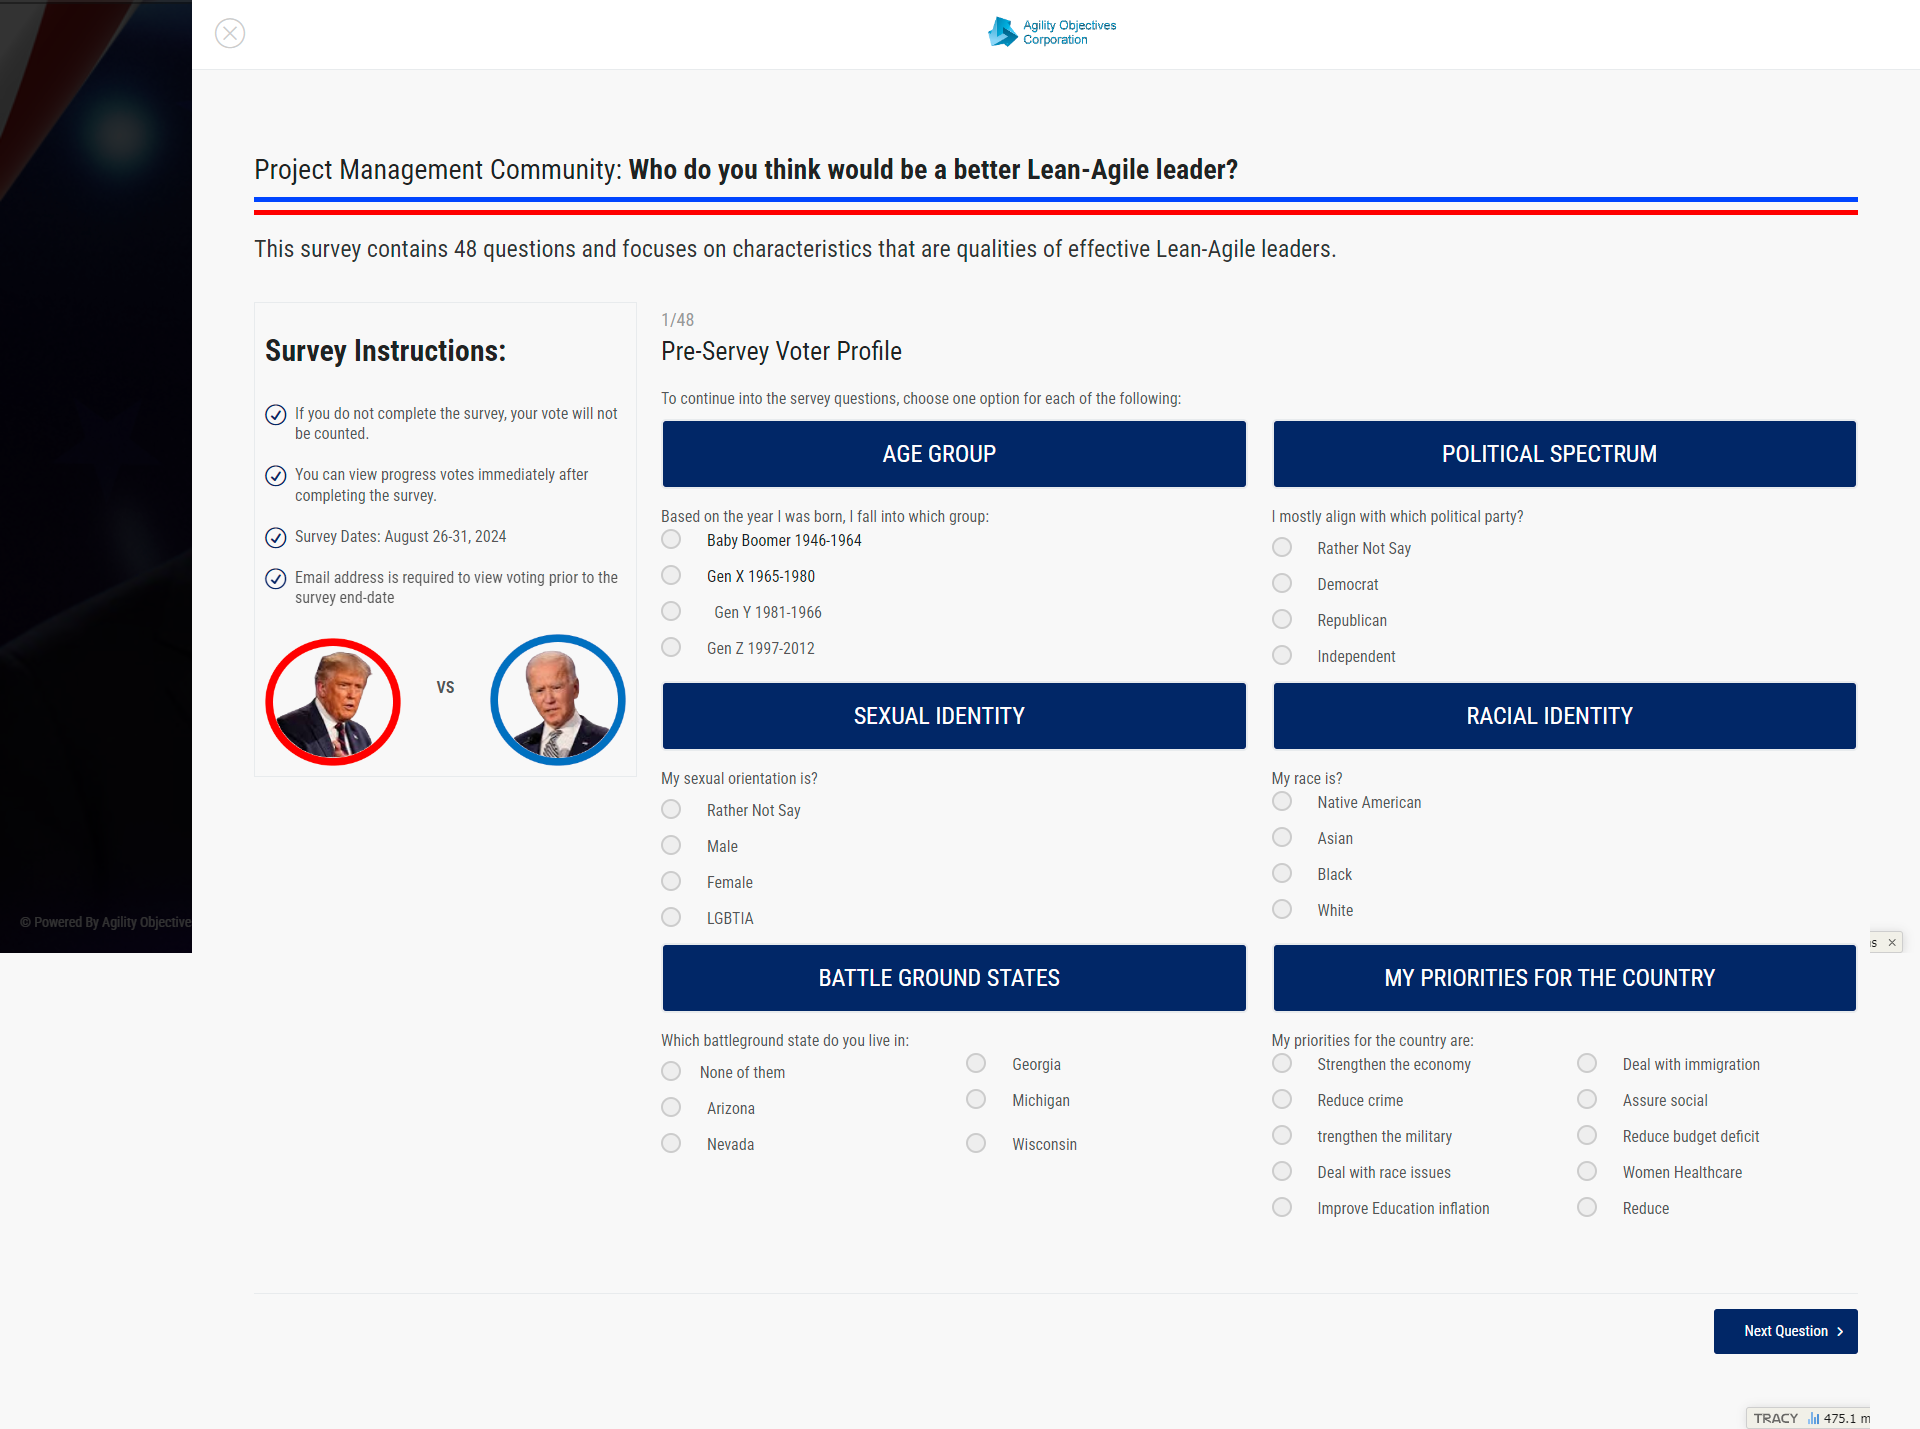 Agility Objectives
Corporation
Project Management Community: Who do you think would be a better Lean-Agile leader?
This survey contains 48 questions and focuses on characteristics that are qualities of effective Lean-Agile leaders.
Survey Instructions:
If you do not complete the survey, your vote will not
be counted.
You can view progress votes immediately after
completing the survey.
Survey Dates: August 26-31, 2024
Email address is required to view voting prior to the
survey end-date
VS
1/48
Pre-Servey Voter Profile
To continue into the servey questions, choose one option for each of the following:
AGE GROUP
Based on the year I was born, I fall into which group:
Baby Boomer 1946-1964
Gen X 1965-1980
Gen Y 1981-1966
Gen Z 1997-2012
POLITICAL SPECTRUM
I mostly align with which political party?
Rather Not Say
Democrat
Republican
Independent
SEXUAL IDENTITY
My sexual orientation is?
Rather Not Say
Male
Female
LGBTIA
RACIAL IDENTITY
My race is?
Native American
Asian
Black
White
BATTLE GROUND STATES
Which battleground state do you live in:
None of them
Arizona
Nevada
Georgia
Michigan
Wisconsin
MY PRIORITIES FOR THE COUNTRY
My priorities for the country are:
Strengthen the economy
Reduce crime
trengthen the military
Deal with race issues
Improve Education inflation
Deal with immigration
Assure social
Reduce budget deficit
Women Healthcare
Reduce
Next Question
© Powered By Agility Objective
TRACY 475.1 m